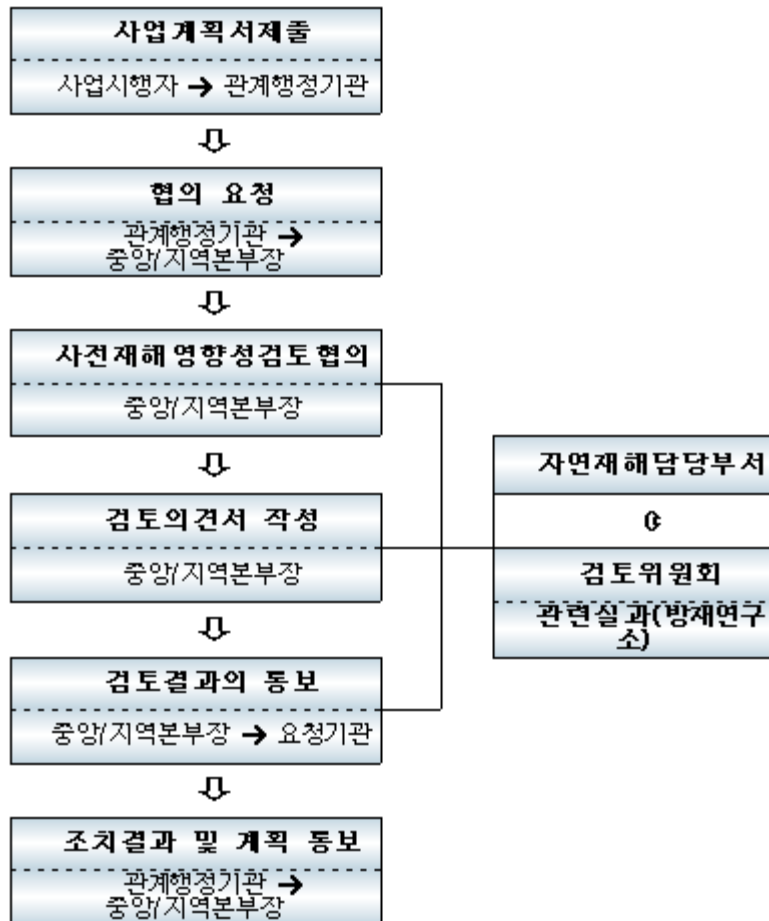 사업계획서제출
사업시행자 → 관계행정기관
협의 요청
관계행정기관 →
중앙/지역본부장
사전재해영향성검토협의
중앙/지역본부장
검토의견서 작성
중앙/지역본부장
검토결과의 통보
중앙/지역본부장 → 요청기관
조치결과 및 계획 통보
관계행정기관 →
중앙/지역본부장
자연재해담당부서
검토위원회
관련실과(방재연구
소)